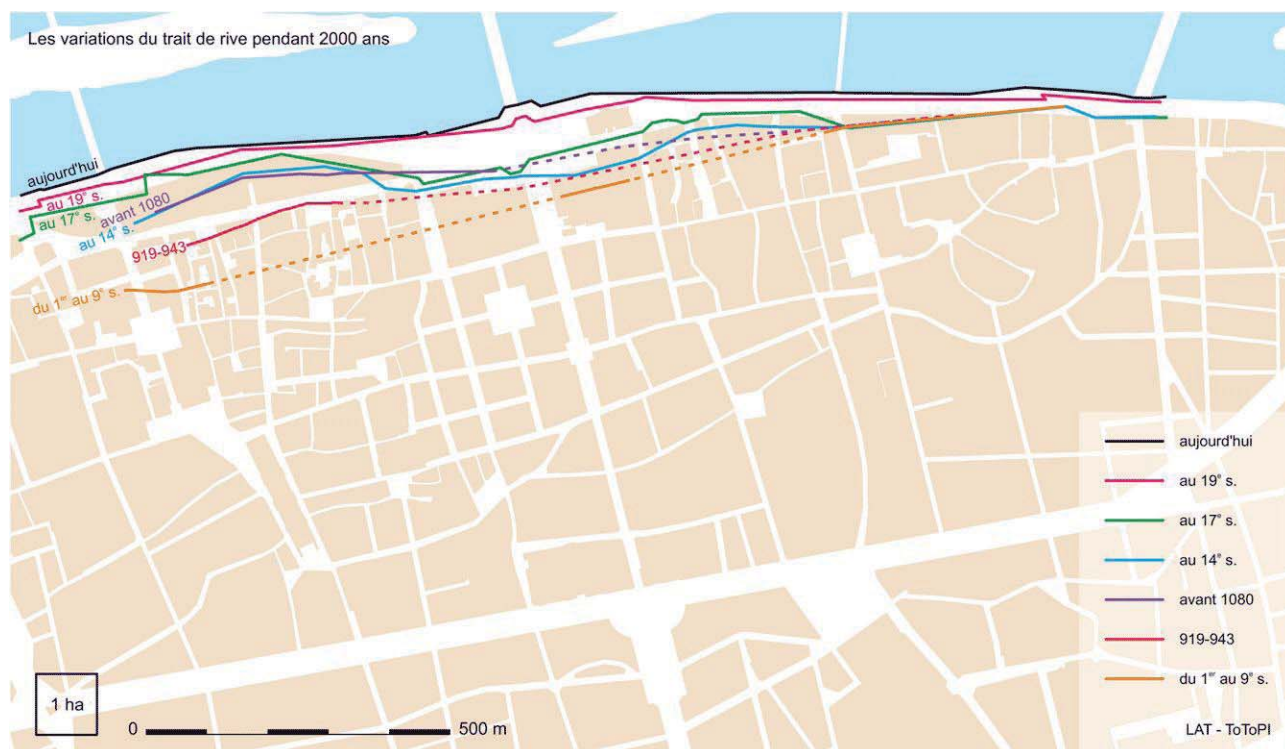 Les variations du trait de rive pendant 2000 ans
aujourd'hui
au 19e s.
au 17e s.
avant 1080
au 14e s.
919-943
du 1er au 9e s.
aujourd'hui
au 19e s.
au 17e s.
au 14e s.
avant 1080
919-943
du 1er au 9e s.
1 ha
0 500 m
LAT - ToToPI